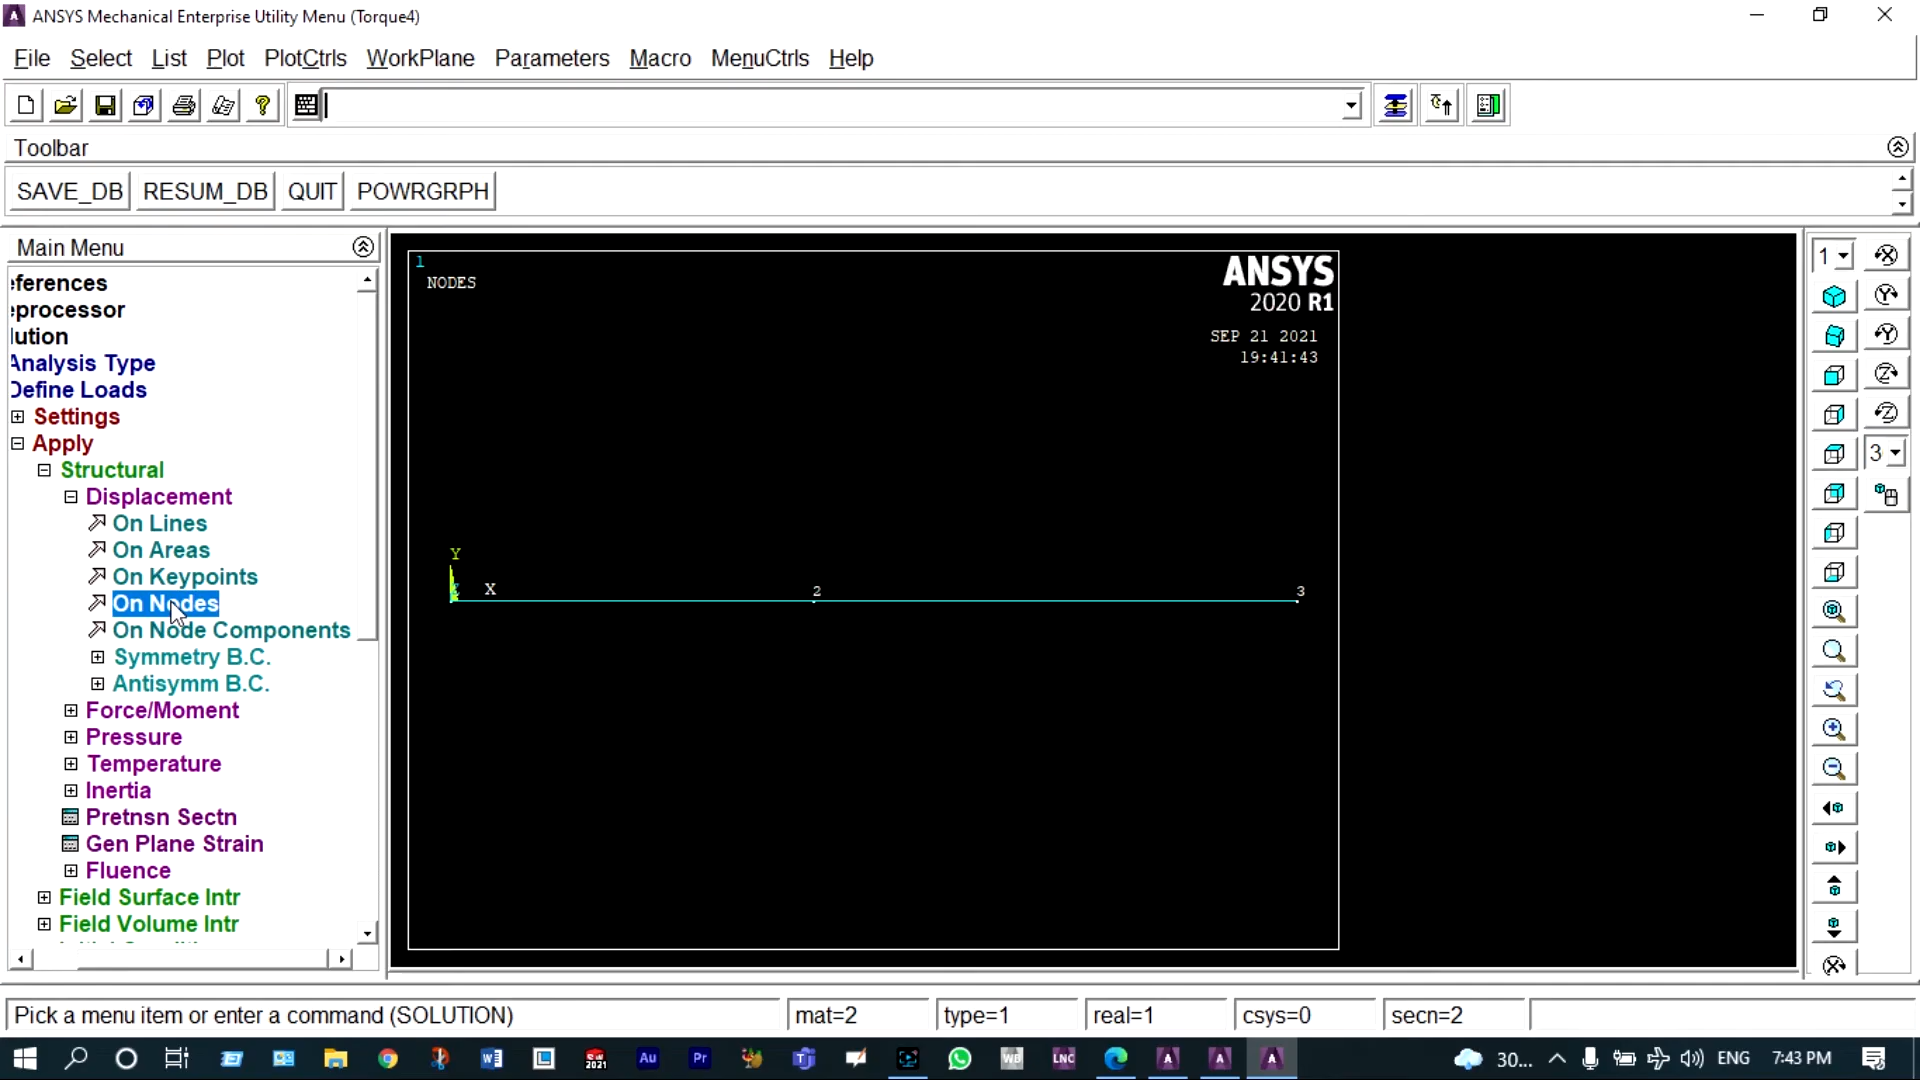 ANSYS Mechanical Enterprise Utility Menu (Torque4)
File Select List Plot PlotCtrls WorkPlane Parameters Macro MenuCtrls Help
Toolbar
SAVE_DB RESUM_DB QUIT POWRGRPH
Main Menu
eferences
eprocessor
lution
Analysis Type
Define Loads
Settings
Apply
Structural
Displacement
On Lines
On Areas
On Keypoints
On Nodes
On Node Components
Symmetry B.C.
Antisymm B.C.
Force/Moment
Pressure
Temperature
Inertia
Pretnsn Sectn
Gen Plane Strain
Fluence
Field Surface Intr
Field Volume Intr
1
NODES
ANSYS
2020 R1
SEP 21 2021
19:41:43
Y
X
2
3
1
3
Pick a menu item or enter a command (SOLUTION) mat=2 type=1 real=1 csys=0 secn=2
30... ENG 7:43 PM